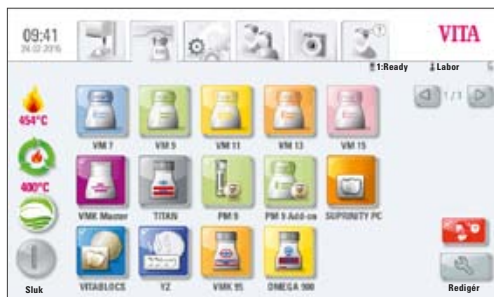 09:41
24.02.2016
VITA
1:Ready
Labor
1/1
454°C
VM 7
VM 9
VM 11
VM 13
VM 15
400°C
VMK Master
TITAN
PM 9
PM 9 Add-on
SUPRINITY PC
Sluk
VITABLOCS
YZ
VMK 95
OMEGA 900
Redigér